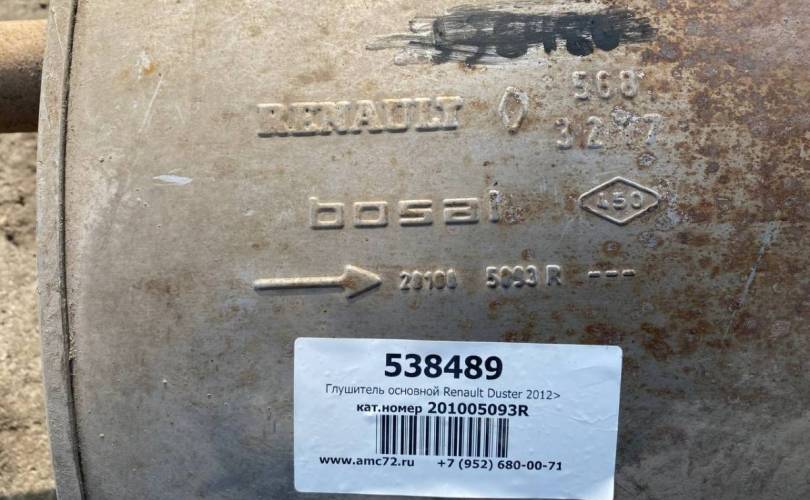 568
RENAULT
bosal
450
20100 5093 R ---
538489
Глушитель основной Renault Duster 2012>
кат.номер 201005093R
www.amc72.ru +7 (952) 680-00-71